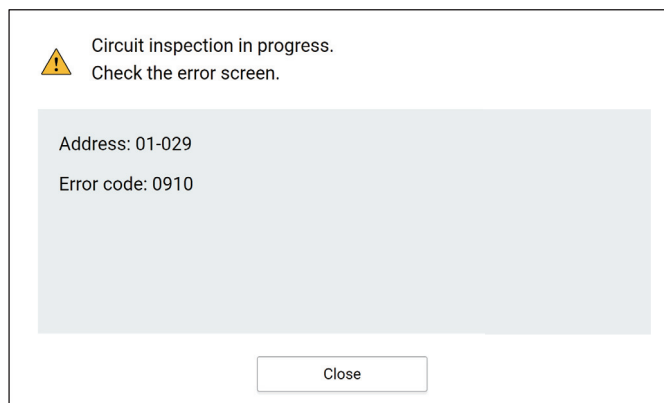 Circuit inspection in progress.
Check the error screen.
Address: 01-029
Error code: 0910
Close